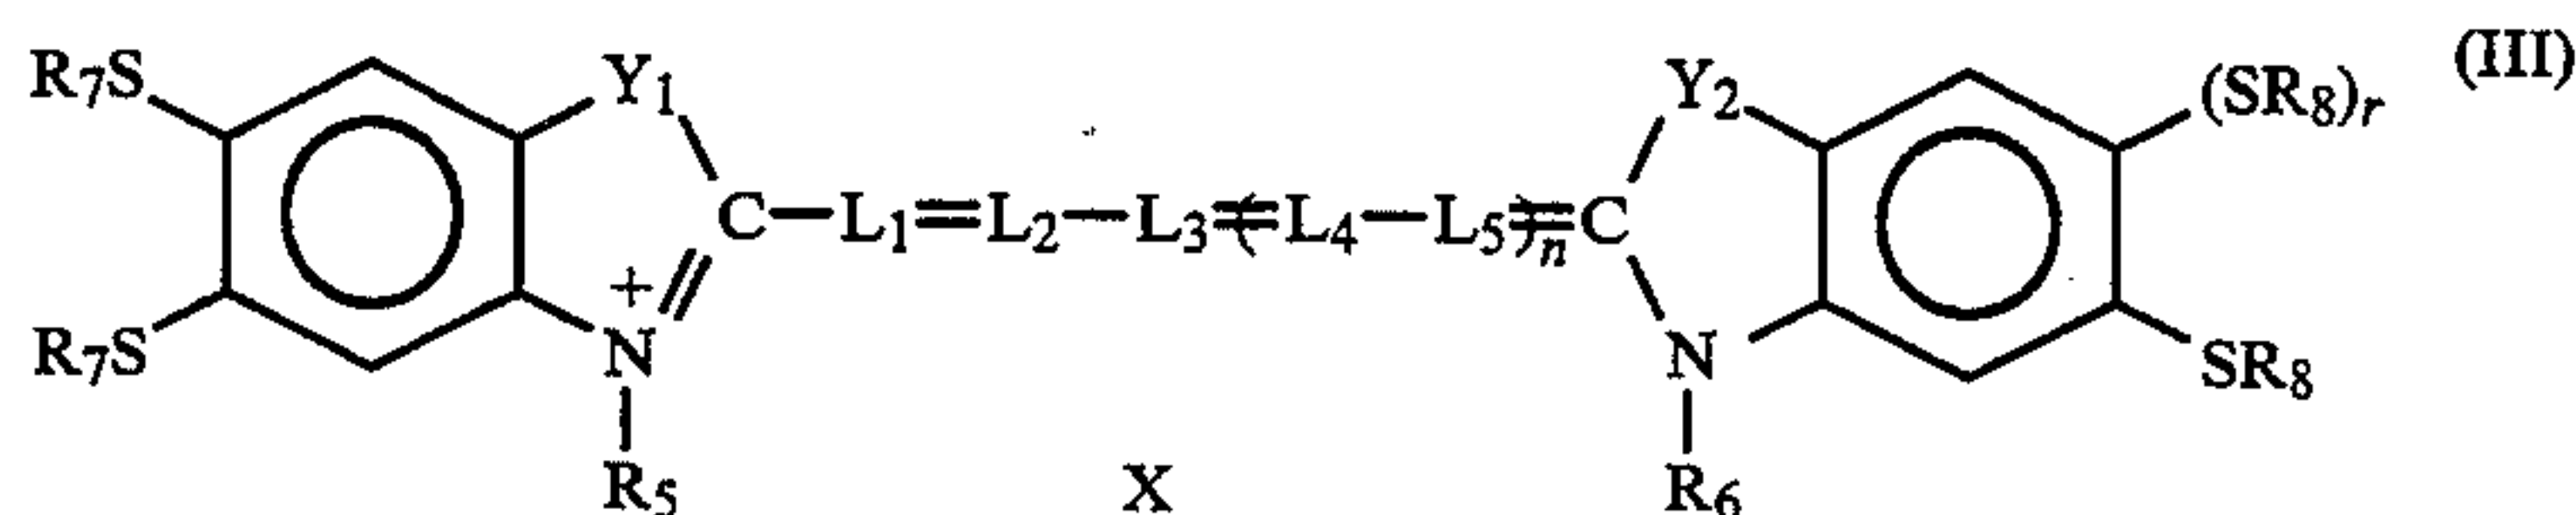 R7S Y1 Y2 (SR8)r (III)
C—L1=L2—L3(=L4—L5)n=C
R7S +N N SR8
R5 X R6